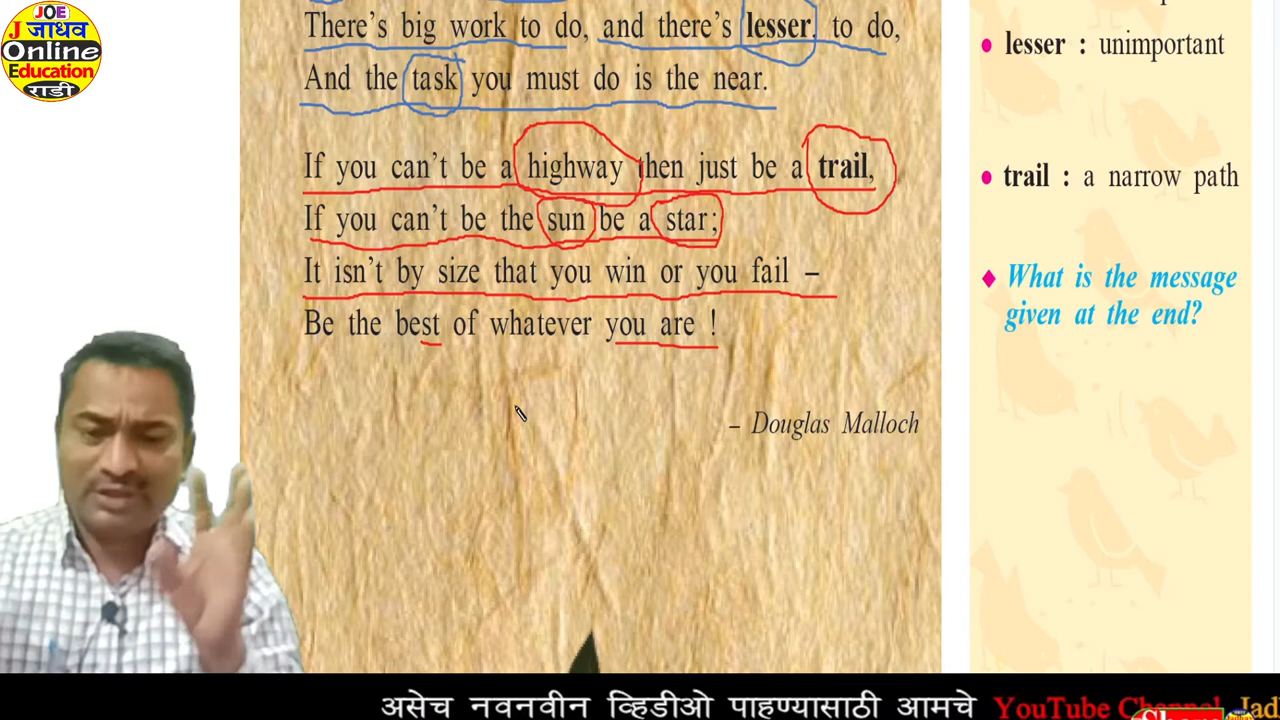 JOE
J जाधव
Online
Education
राडी
There's big work to do, and there's lesser, to do,
And the task you must do is the near.
If you can't be a highway then just be a trail,
If you can't be the sun be a star;
It isn't by size that you win or you fail –
Be the best of whatever you are !
– Douglas Malloch
• lesser : unimportant
• trail : a narrow path
♦ What is the message
given at the end?
असेच नवनवीन व्हिडीओ पाहण्यासाठी आमचे YouTube Channel Jad